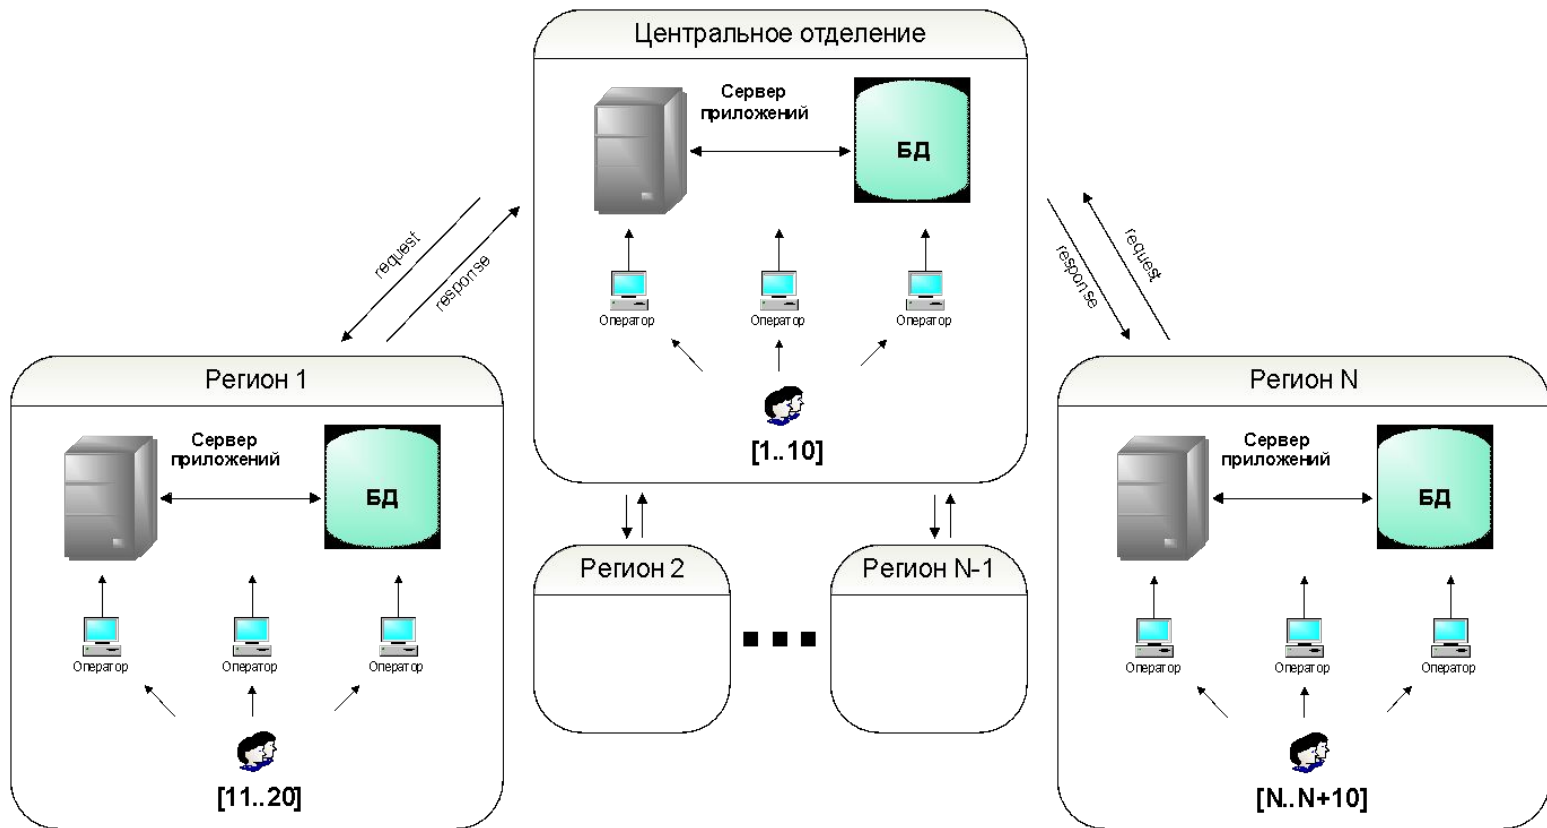 Центральное отделение
Сервер
приложений
БД
Оператор
Оператор
Оператор
[1..10]
request
response
response
request
Регион 1
Сервер
приложений
БД
Оператор
Оператор
Оператор
[11..20]
Регион 2
Регион N-1
Регион N
Сервер
приложений
БД
Оператор
Оператор
Оператор
[N..N+10]